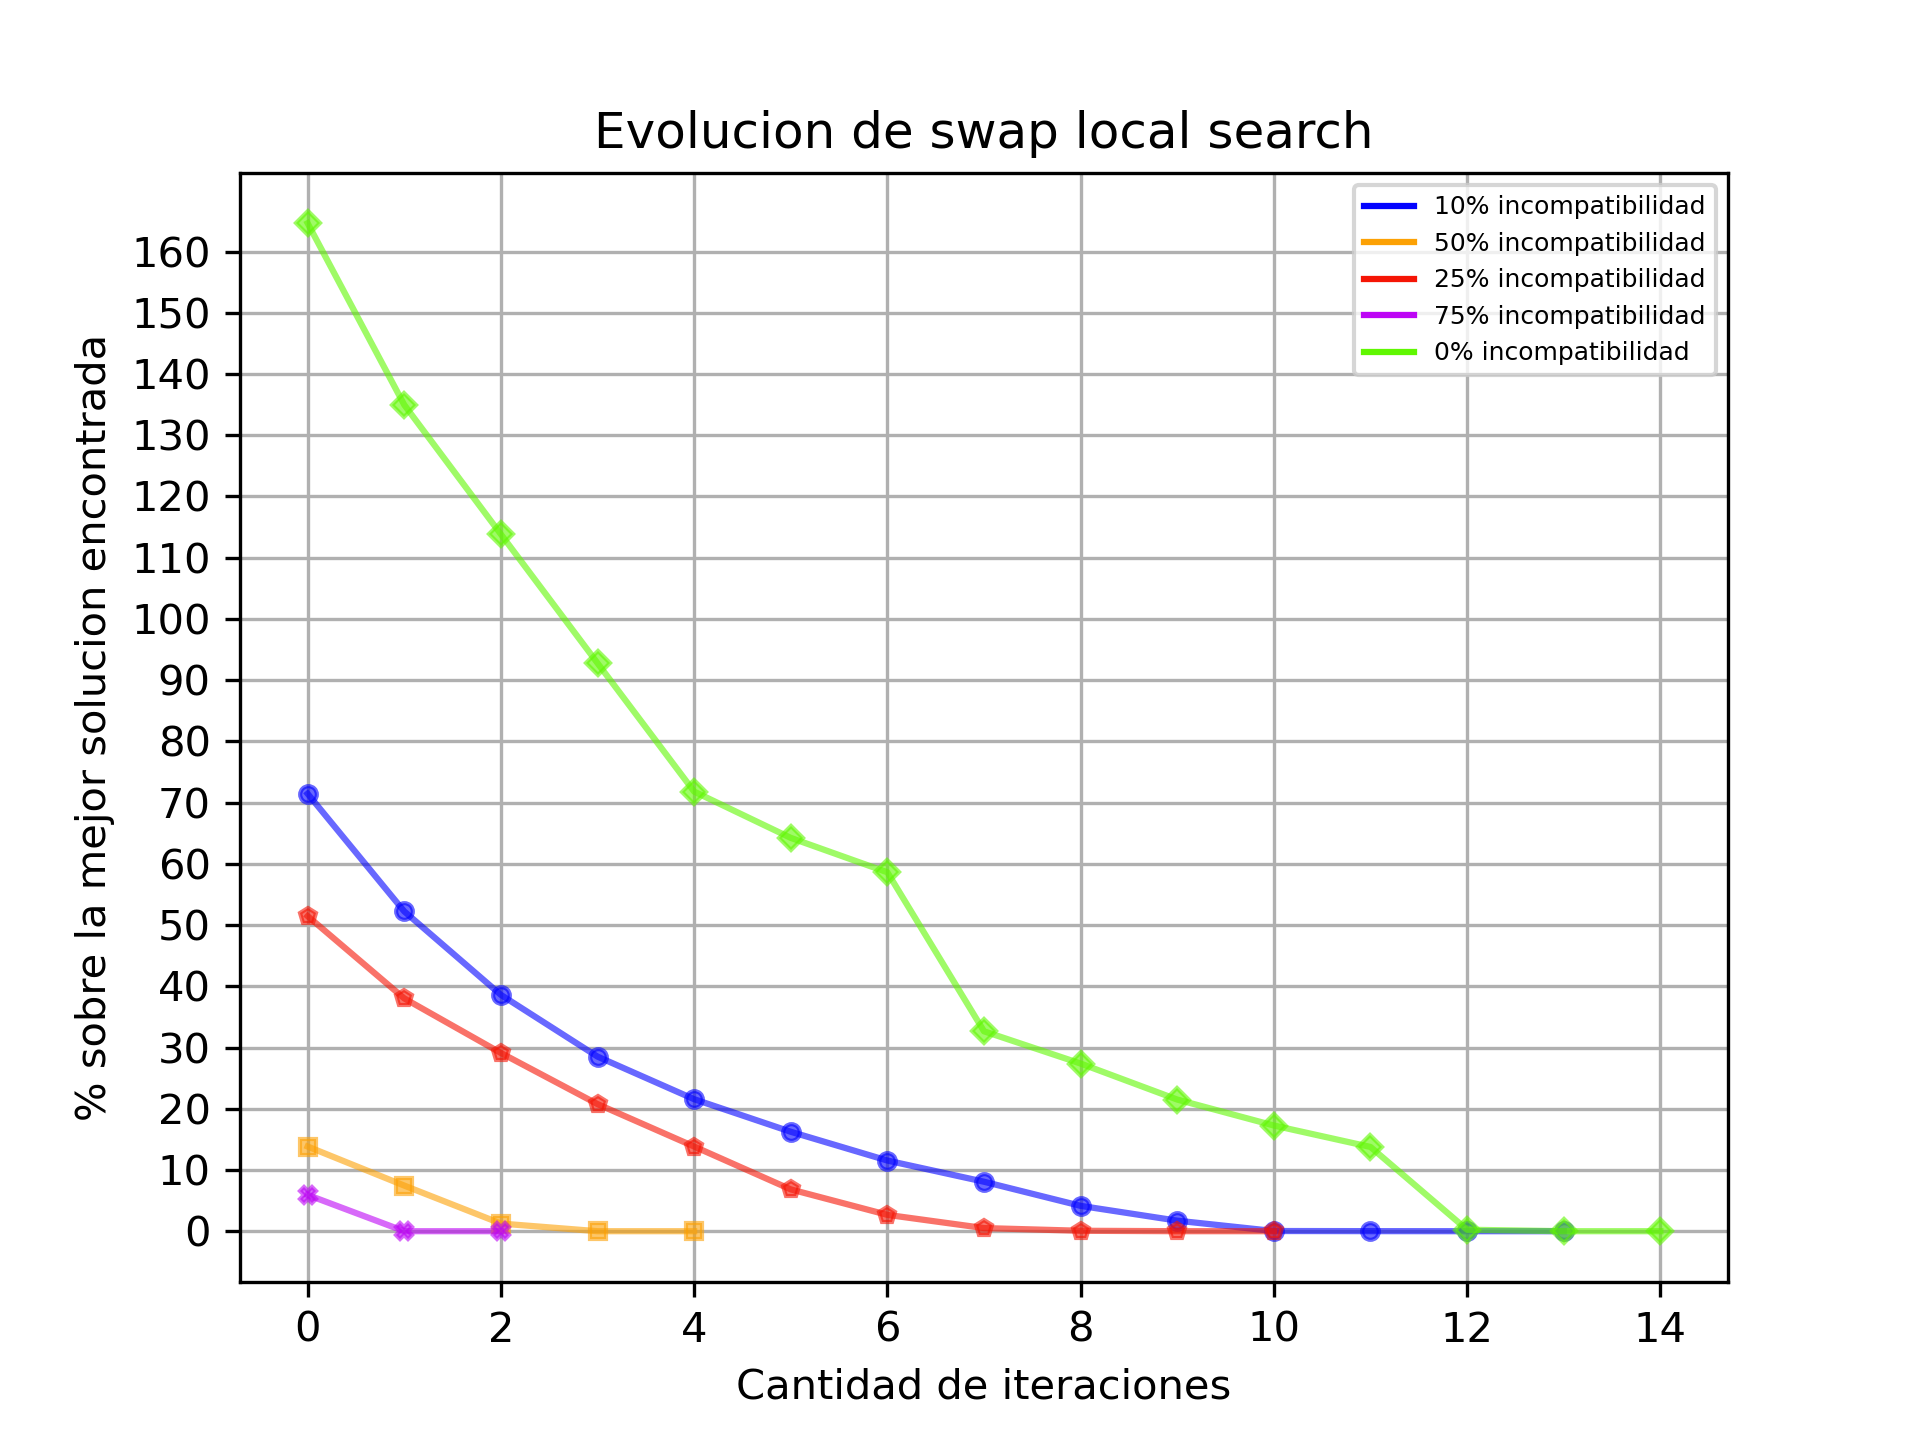 Evolucion de swap local search
10% incompatibilidad
50% incompatibilidad
25% incompatibilidad
75% incompatibilidad
0% incompatibilidad
% sobre la mejor solucion encontrada
160
150
140
130
120
110
100
90
80
70
60
50
40
30
20
10
0
0 2 4 6 8 10 12 14
Cantidad de iteraciones